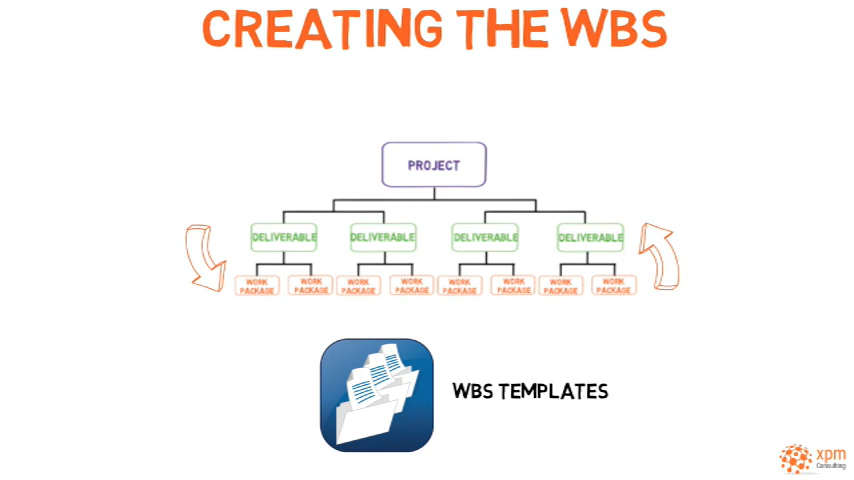 CREATING THE WBS
PROJECT
DELIVERABLE DELIVERABLE DELIVERABLE DELIVERABLE
WORK WORK WORK WORK WORK WORK WORK WORK
PACKAGE PACKAGE PACKAGE PACKAGE PACKAGE PACKAGE PACKAGE PACKAGE
WBS TEMPLATES
xpm
Consulting